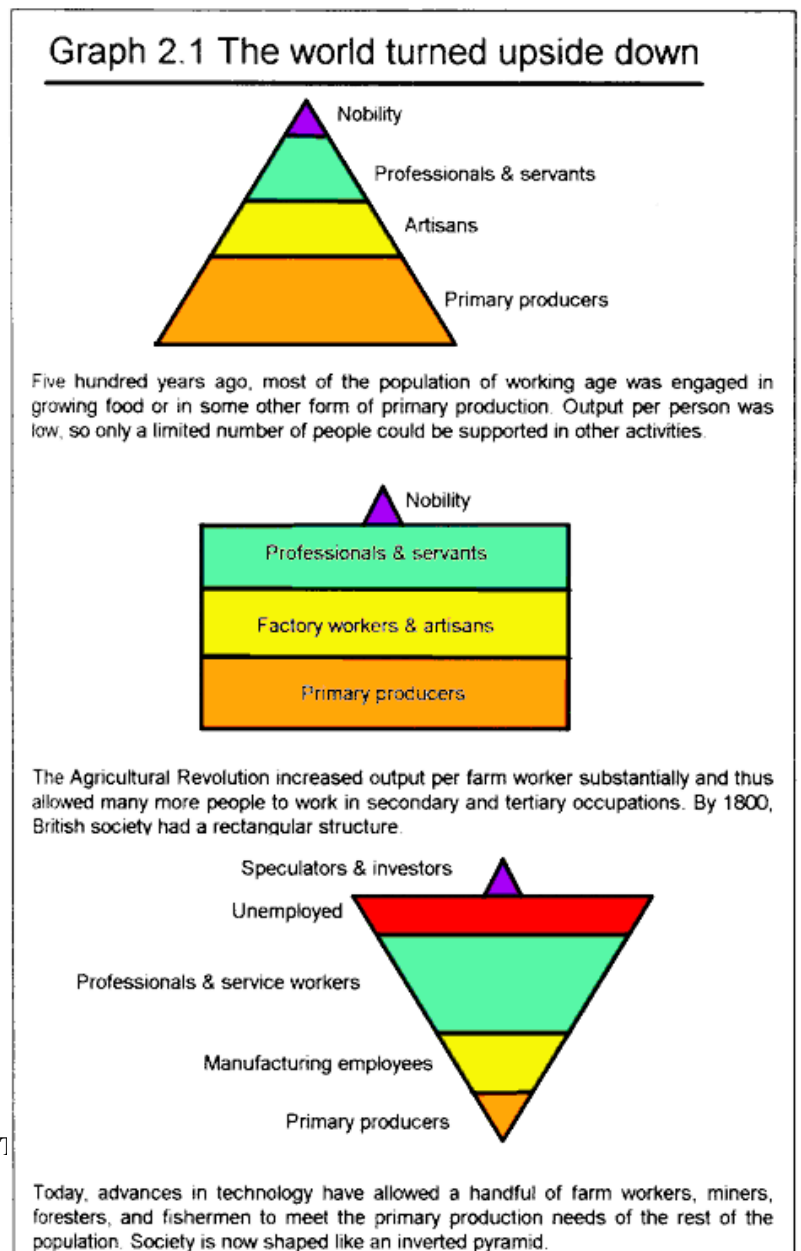 Graph 2.1 The world turned upside down
Nobility
Professionals & servants
Artisans
Primary producers
Five hundred years ago, most of the population of working age was engaged in
growing food or in some other form of primary production. Output per person was
low, so only a limited number of people could be supported in other activities.
Nobility
Professionals & servants
Factory workers & artisans
Primary producers
The Agricultural Revolution increased output per farm worker substantially and thus
allowed many more people to work in secondary and tertiary occupations. By 1800,
British society had a rectangular structure.
Speculators & investors
Unemployed
Professionals & service workers
Manufacturing employees
Primary producers
Today, advances in technology have allowed a handful of farm workers, miners,
foresters, and fishermen to meet the primary production needs of the rest of the
population. Society is now shaped like an inverted pyramid.